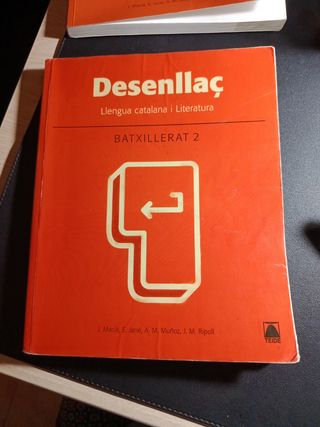 Desenllaç
Llengua catalana i Literatura
BATXILLERAT 2
J. Macià, E. Jané, A. M. Muñoz, J. M. Ripoll
TEIDE